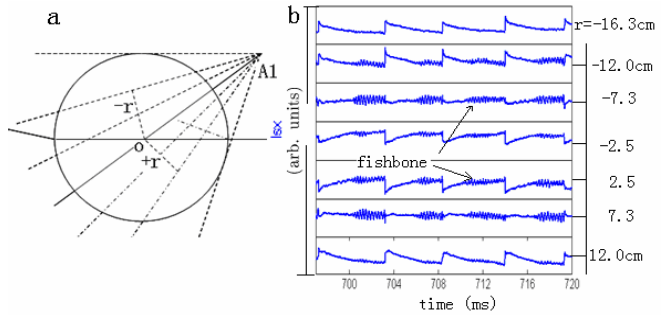 a
A1
-r
o
+r
b
Isx
(arb. units)
r=-16.3cm
-12.0cm
-7.3
-2.5
fishbone
2.5
7.3
12.0cm
700 704 708 712 716 720
time (ms)